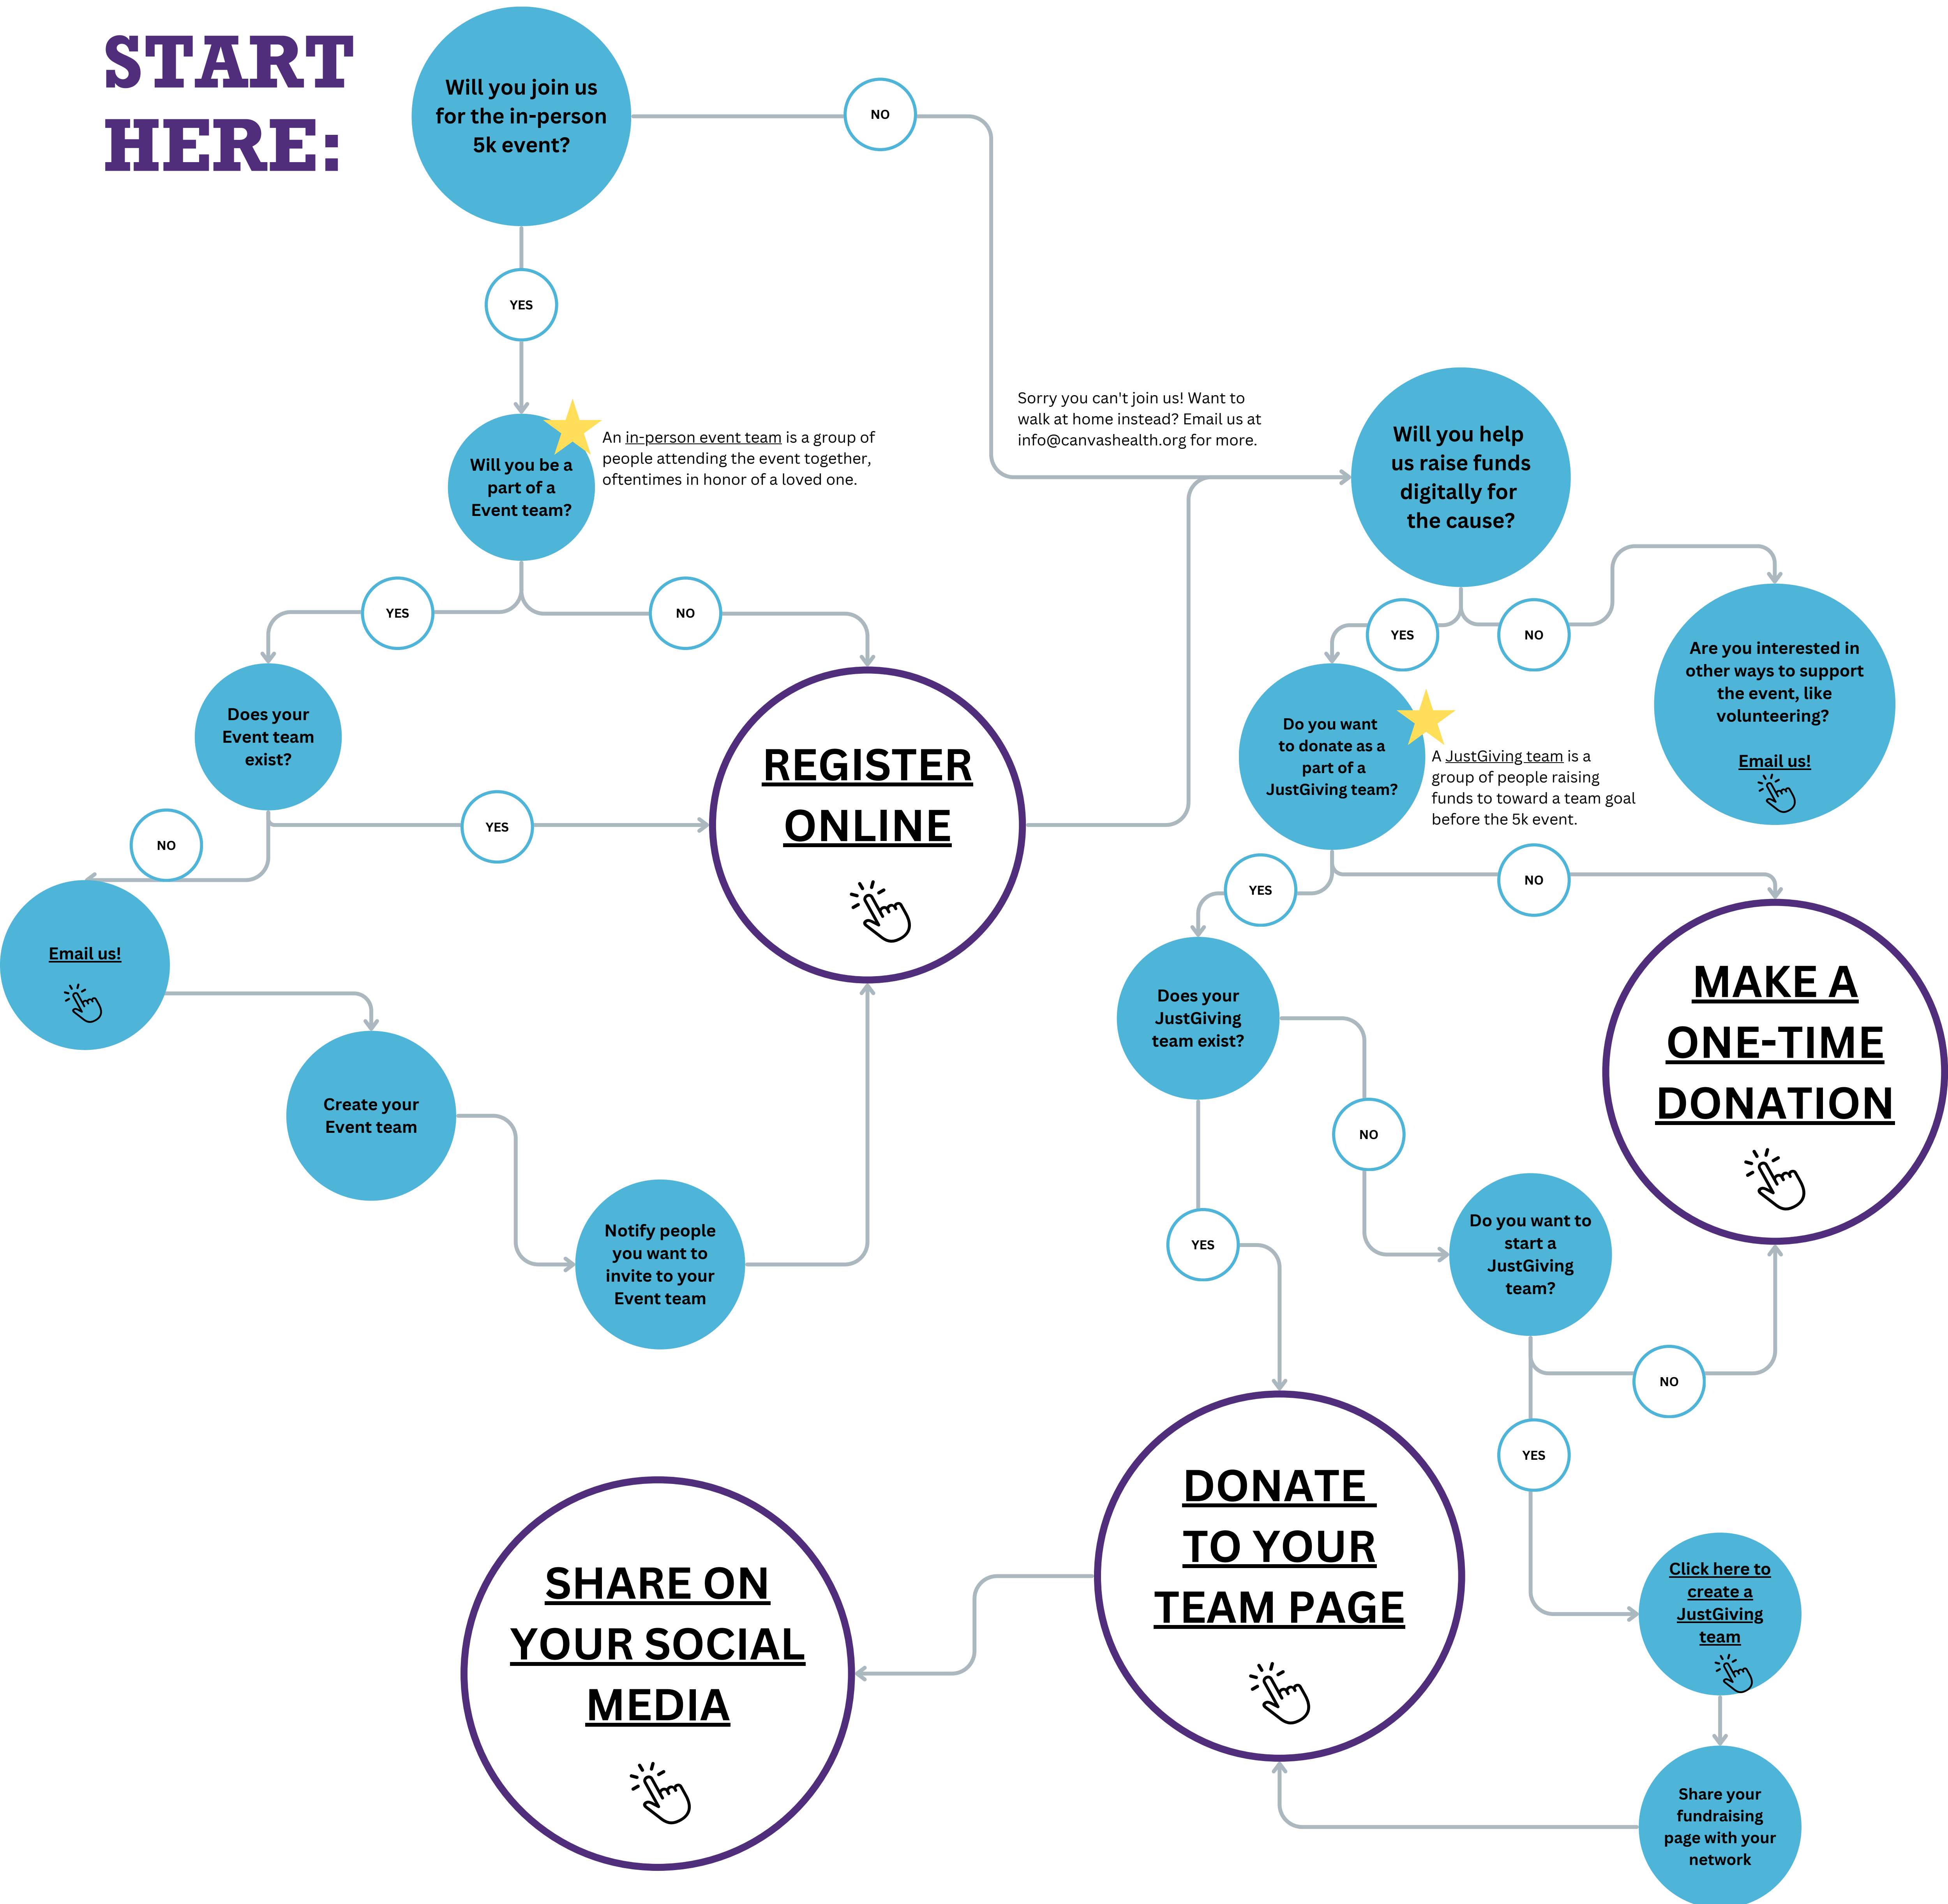 START
HERE:
Will you join us
for the in-person
5k event?
NO
YES
Sorry you can't join us! Want to
walk at home instead? Email us at
info@canvashealth.org for more.
Will you be a
part of a
Event team?
An in-person event team is a group of
people attending the event together,
oftentimes in honor of a loved one.
Will you help
us raise funds
digitally for
the cause?
YES
NO
YES
NO
Are you interested in
other ways to support
the event, like
volunteering?
Email us!
Does your
Event team
exist?
REGISTER
ONLINE
Do you want
to donate as a
part of a
JustGiving team?
A JustGiving team is a
group of people raising
funds to toward a team goal
before the 5k event.
NO
YES
YES
NO
Email us!
Does your
JustGiving
team exist?
MAKE A
ONE-TIME
DONATION
Create your
Event team
NO
Notify people
you want to
invite to your
Event team
YES
Do you want to
start a
JustGiving
team?
NO
YES
DONATE
TO YOUR
TEAM PAGE
SHARE ON
YOUR SOCIAL
MEDIA
Click here to
create a
JustGiving
team
Share your
fundraising
page with your
network